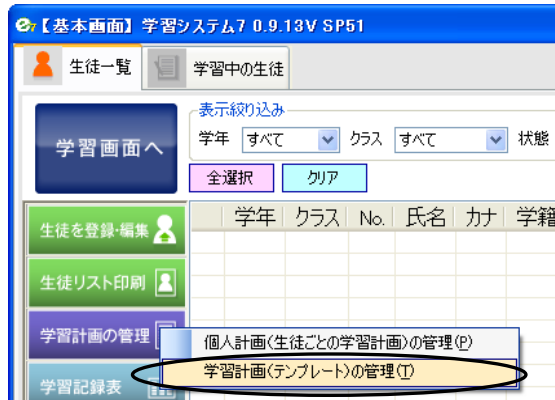 【基本画面】 学習システム7 0.9.13V SP51
生徒一覧
学習中の生徒
学習画面へ
表示絞り込み
学年 すべて クラス すべて 状態
全選択 クリア
学年 クラス No. 氏名 カナ 学籍
生徒を登録・編集
生徒リスト印刷
学習計画の管理
個人計画(生徒ごとの学習計画)の管理(P)
学習計画(テンプレート)の管理(T)
学習記録表